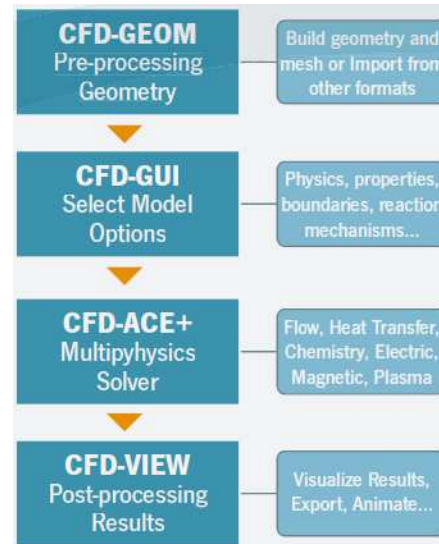 CFD-GEOM
Pre-processing
Geometry
Build geometry and
mesh or Import from
other formats
CFD-GUI
Select Model
Options
Physics, properties,
boundaries, reaction
mechanisms...
CFD-ACE+
Multipyhysics
Solver
Flow, Heat Transfer,
Chemistry, Electric,
Magnetic, Plasma
CFD-VIEW
Post-processing
Results
Visualize Results,
Export, Animate...